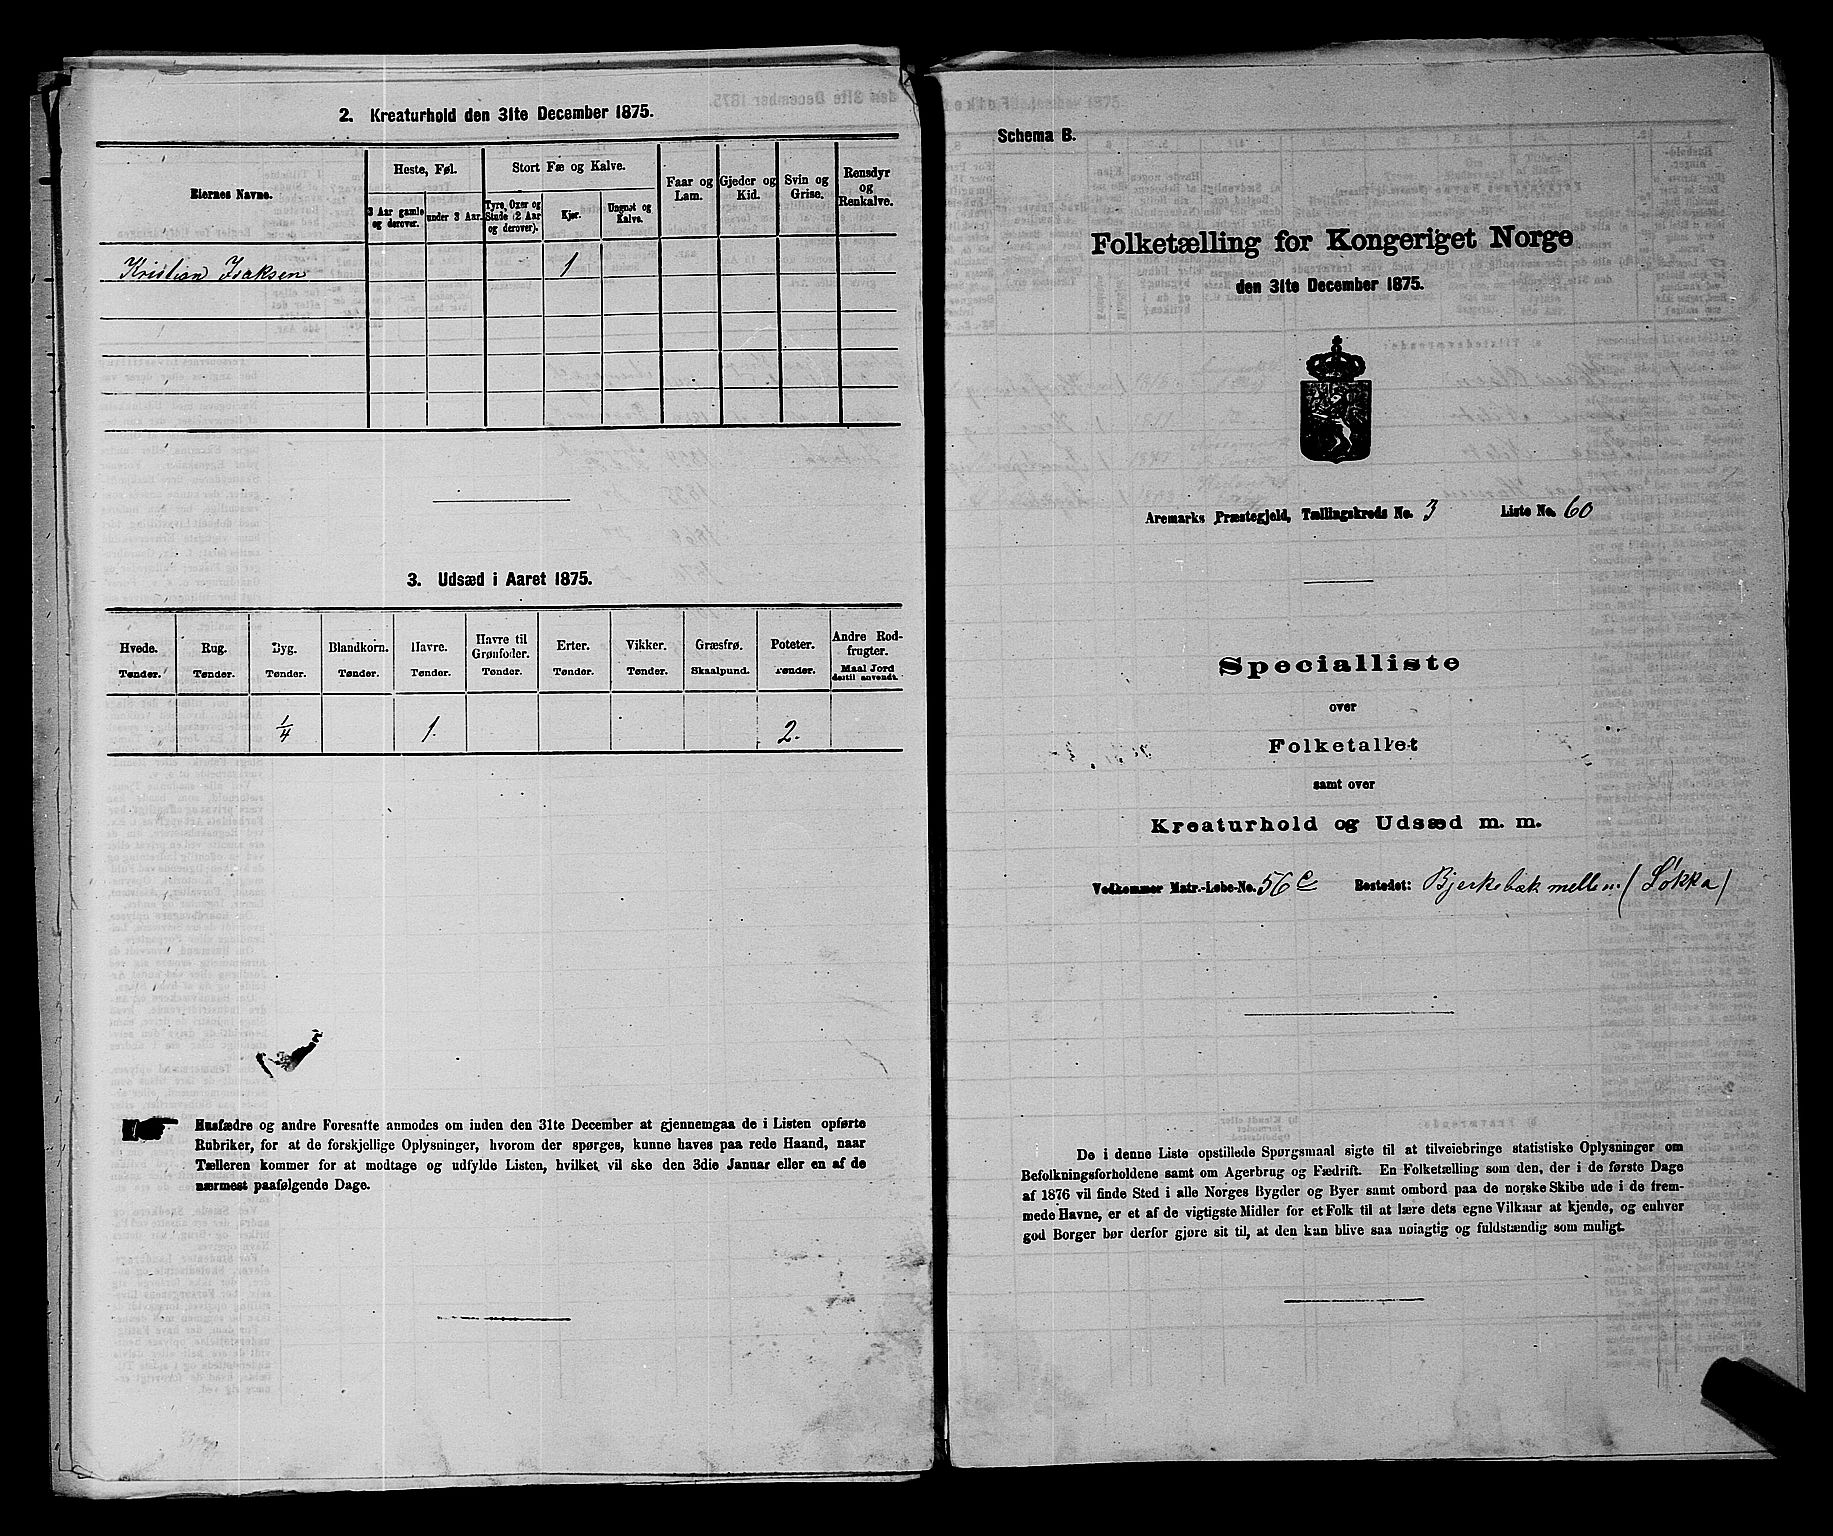 2. Kreaturhold den 31te December 1875.
Eiernes Navne.
Heste, Føl.
3 Aar gamle og derover.
under 3 Aar.
Stort Fæ og Kalve.
Tyre, Oxer og Stude (2 Aar og derover).
Kjør.
Ungnøt og Kalve.
Faar og Lam.
Gjeder og Kid.
Svin og Grise.
Rensdyr og Renkalve.
Kristian Isaksen 1
3. Udsæd i Aaret 1875.
Hvede. Tønder.
Rug. Tønder.
Byg. Tønder.
Blandkorn. Tønder.
Havre. Tønder.
Havre til Grønfoder. Tønder.
Erter. Tønder.
Vikker. Tønder.
Græsfrø. Skaalpund.
Poteter. Tønder.
Andre Rodfrugter. Maal Jord dertil anvendt.
1/4 1. 2.
Husfædre og andre Foresatte anmodes om inden den 31te December at gjennemgaa de i Listen opførte
Rubriker, for at de forskjellige Oplysninger, hvorom der spørges, kunne haves paa rede Haand, naar
Tælleren kommer for at modtage og udfylde Listen, hvilket vil ske den 3die Januar eller en af de
nærmest paafølgende Dage.
Schema B.
Folketælling for Kongeriget Norge
den 31te December 1875.
Aremarks Præstegjeld, Tællingskreds No. 3 Liste No. 60
Specialliste
over
Folketallet
samt over
Kreaturhold og Udsæd m. m.
Vedkommer Matr.-Løbe-No. 56c Bostedet: Bjerkebæk mellem (Løkka)
De i denne Liste opstillede Spørgsmaal sigte til at tilveiebringe statistiske Oplysninger om
Befolkningsforholdene samt om Agerbrug og Fædrift. En Folketælling som den, der i de første Dage
af 1876 vil finde Sted i alle Norges Bygder og Byer samt ombord paa de norske Skibe ude i de frem-
mede Havne, er et af de vigtigste Midler for et Folk til at lære dets egne Vilkaar at kjende, og enhver
god Borger bør derfor gjøre sit til, at den kan blive saa nøiagtig og fuldstændig som muligt.